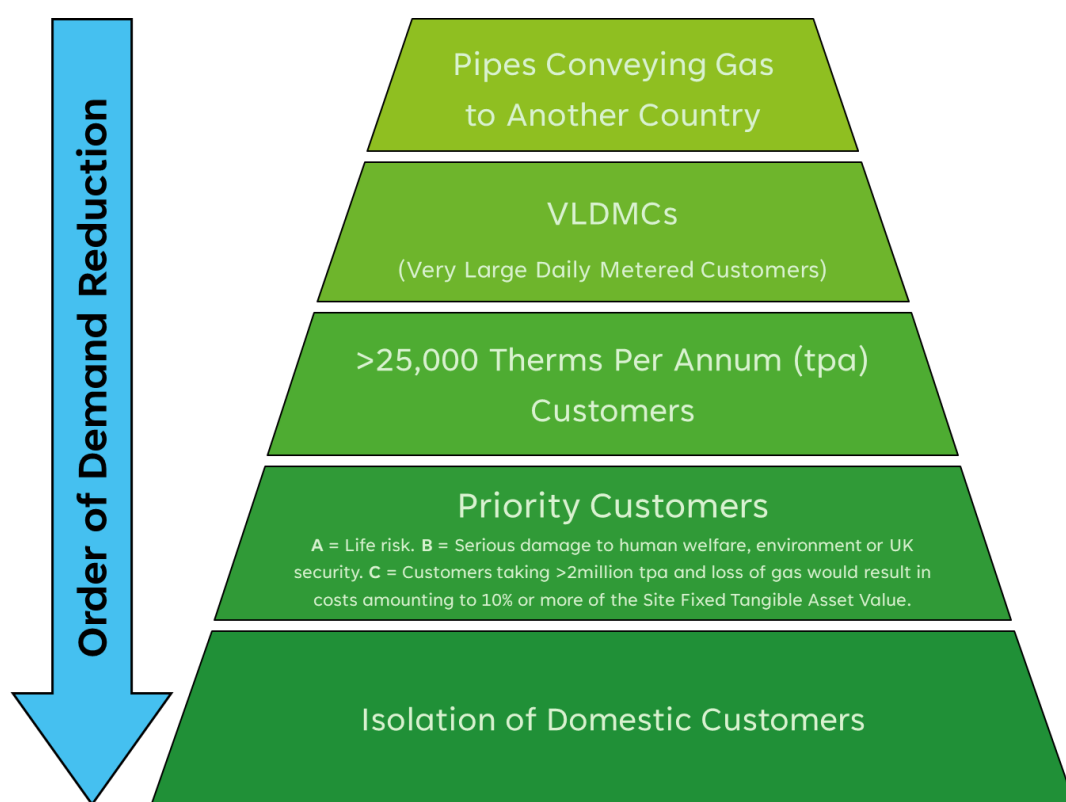 Order of Demand Reduction
Pipes Conveying Gas
to Another Country
VLDMCs
(Very Large Daily Metered Customers)
>25,000 Therms Per Annum (tpa)
Customers
Priority Customers
A = Life risk. B = Serious damage to human welfare, environment or UK
security. C = Customers taking >2million tpa and loss of gas would result in
costs amounting to 10% or more of the Site Fixed Tangible Asset Value.
Isolation of Domestic Customers